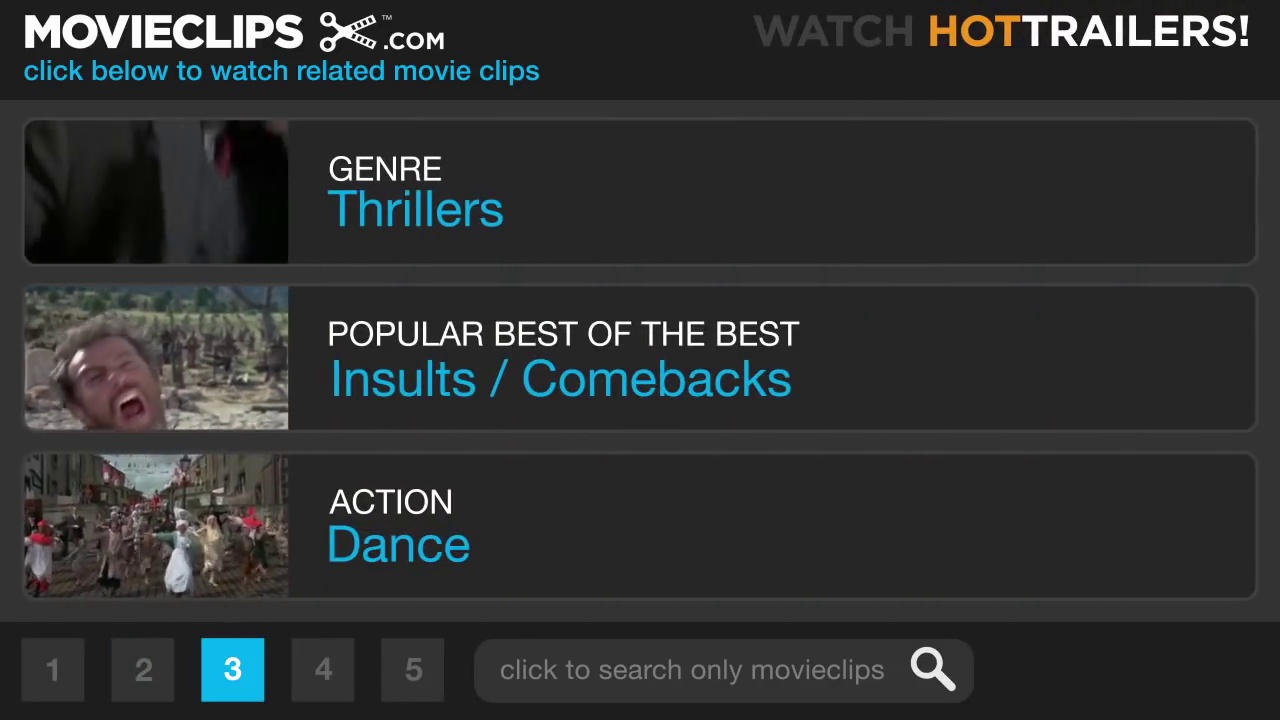 MOVIECLIPS ™ .COM
WATCH HOTTRAILERS!
click below to watch related movie clips
GENRE
Thrillers
POPULAR BEST OF THE BEST
Insults / Comebacks
ACTION
Dance
1 2 3 4 5 click to search only movieclips